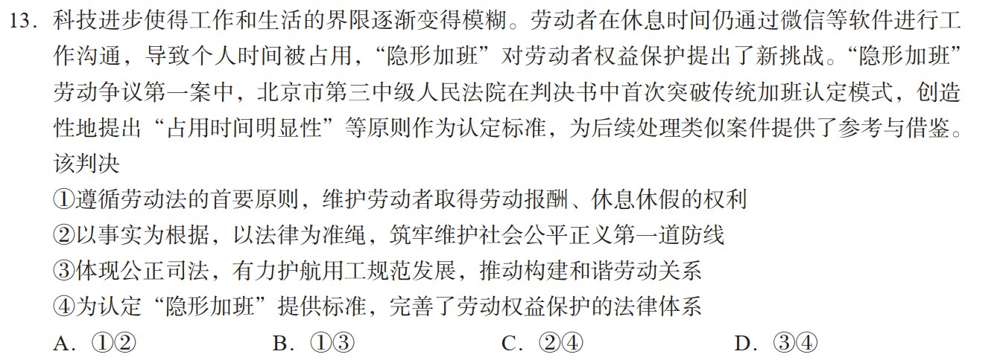 13. 科技进步使得工作和生活的界限逐渐变得模糊。劳动者在休息时间仍通过微信等软件进行工
作沟通，导致个人时间被占用，“隐形加班”对劳动者权益保护提出了新挑战。“隐形加班”
劳动争议第一案中，北京市第三中级人民法院在判决书中首次突破传统加班认定模式，创造
性地提出“占用时间明显性”等原则作为认定标准，为后续处理类似案件提供了参考与借鉴。
该判决
①遵循劳动法的首要原则，维护劳动者取得劳动报酬、休息休假的权利
②以事实为根据，以法律为准绳，筑牢维护社会公平正义第一道防线
③体现公正司法，有力护航用工规范发展，推动构建和谐劳动关系
④为认定“隐形加班”提供标准，完善了劳动权益保护的法律体系
A. ①② B. ①③ C. ②④ D. ③④